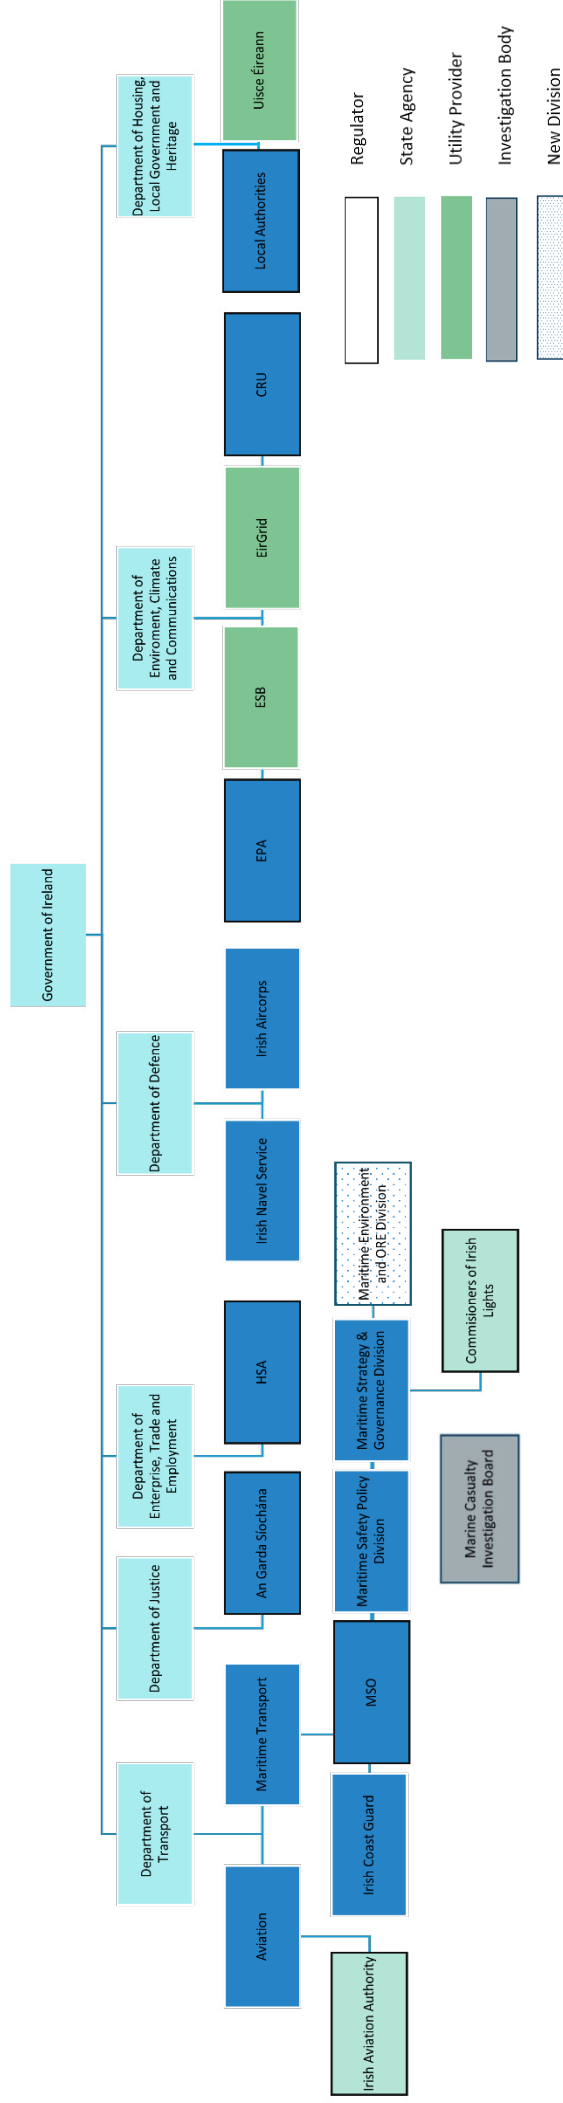 Government of Ireland
Department of
Transport
Department of Justice
Department of
Enterprise, Trade and
Employment
Department of Defence
Department of
Enviroment, Climate
and Communications
Department of Housing,
Local Government and
Heritage
Aviation
Maritime Transport
An Garda Síochána
HSA
Irish Navel Service
Irish Aircorps
EPA
ESB
EirGrid
CRU
Local Authorities
Uisce Éireann
Irish Aviation Authority
Irish Coast Guard
MSO
Maritime Safety Policy
Division
Maritime Strategy &
Governance Division
Maritime Environment
and ORE Division
Marine Casualty
Investigation Board
Commisioners of Irish
Lights
Regulator
State Agency
Utility Provider
Investigation Body
New Division